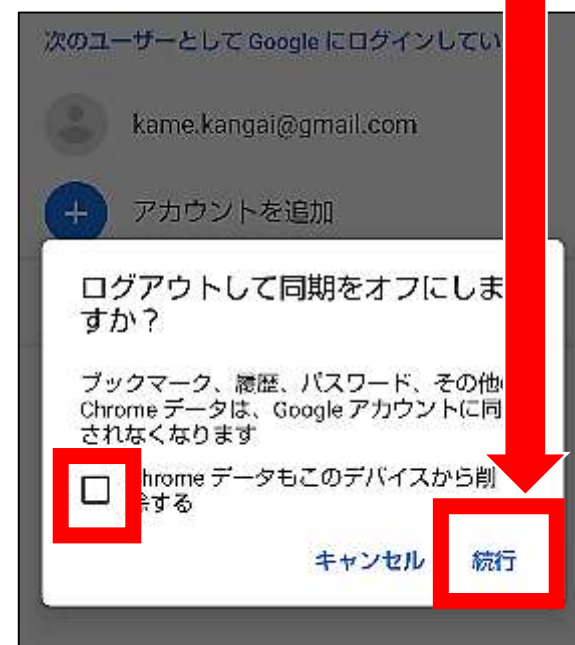 次のユーザーとして Google にログインしてい
kame.kangai@gmail.com
アカウントを追加
ログアウトして同期をオフにしま
すか？
ブックマーク、履歴、パスワード、その他
Chrome データは、Google アカウントに同
されなくなります
hrome データもこのデバイスから削
する
キャンセル 続行